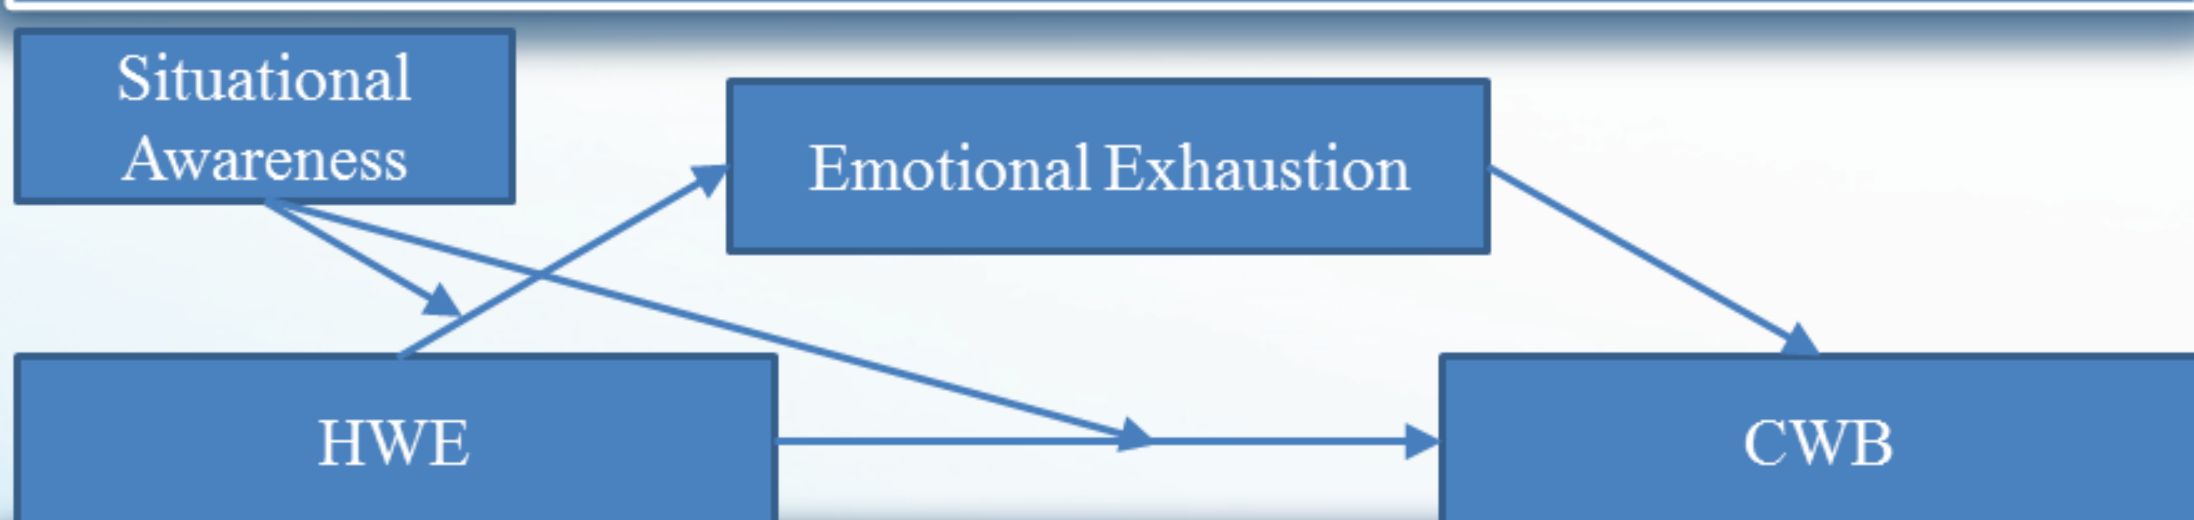 Situational
Awareness
Emotional Exhaustion
HWE
CWB